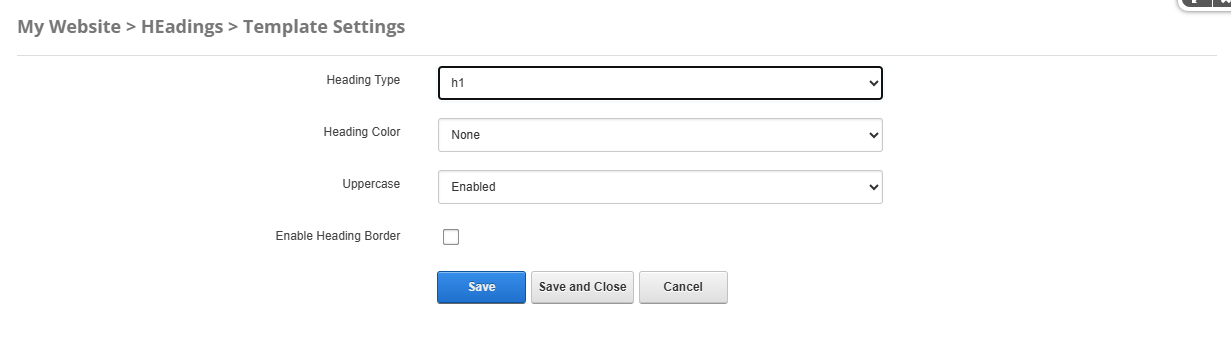 My Website > HEadings > Template Settings
Heading Type
h1
Heading Color
None
Uppercase
Enabled
Enable Heading Border
Save
Save and Close
Cancel